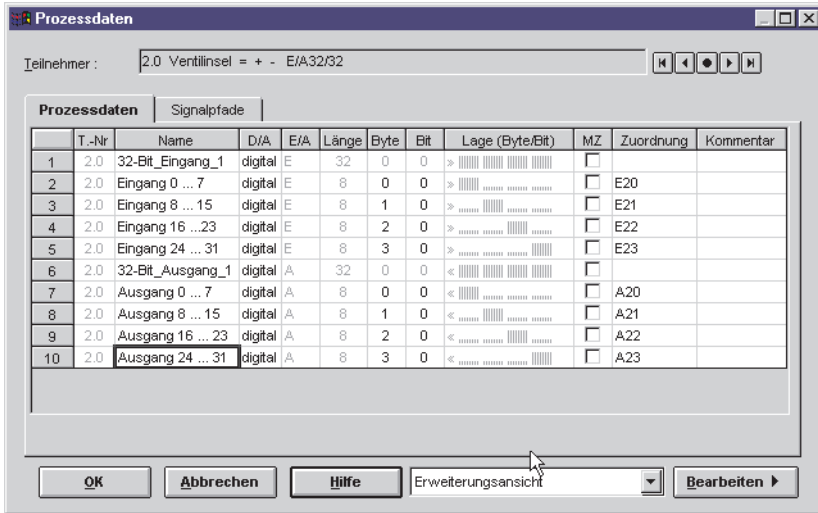 Prozessdaten
Teilnehmer : 2.0 Ventilinsel = + - E/A32/32
Prozessdaten Signalpfade
T.-Nr Name D/A E/A Länge Byte Bit Lage (Byte/Bit) MZ Zuordnung Kommentar
1 2.0 32-Bit_Eingang_1 digital E 32 0 0 »
2 2.0 Eingang 0 ... 7 digital E 8 0 0 » E20
3 2.0 Eingang 8 ... 15 digital E 8 1 0 » E21
4 2.0 Eingang 16 ...23 digital E 8 2 0 » E22
5 2.0 Eingang 24 ... 31 digital E 8 3 0 » E23
6 2.0 32-Bit_Ausgang_1 digital A 32 0 0 «
7 2.0 Ausgang 0 ... 7 digital A 8 0 0 « A20
8 2.0 Ausgang 8 ... 15 digital A 8 1 0 « A21
9 2.0 Ausgang 16 ... 23 digital A 8 2 0 « A22
10 2.0 Ausgang 24 ... 31 digital A 8 3 0 « A23
OK Abbrechen Hilfe Erweiterungsansicht Bearbeiten